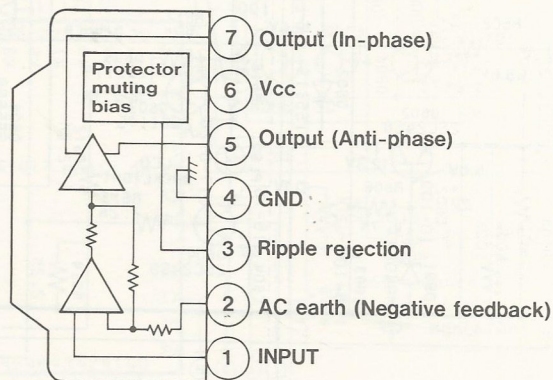 7 Output (In-phase)
Protector
muting
bias
6 Vcc
5 Output (Anti-phase)
4 GND
3 Ripple rejection
2 AC earth (Negative feedback)
1 INPUT